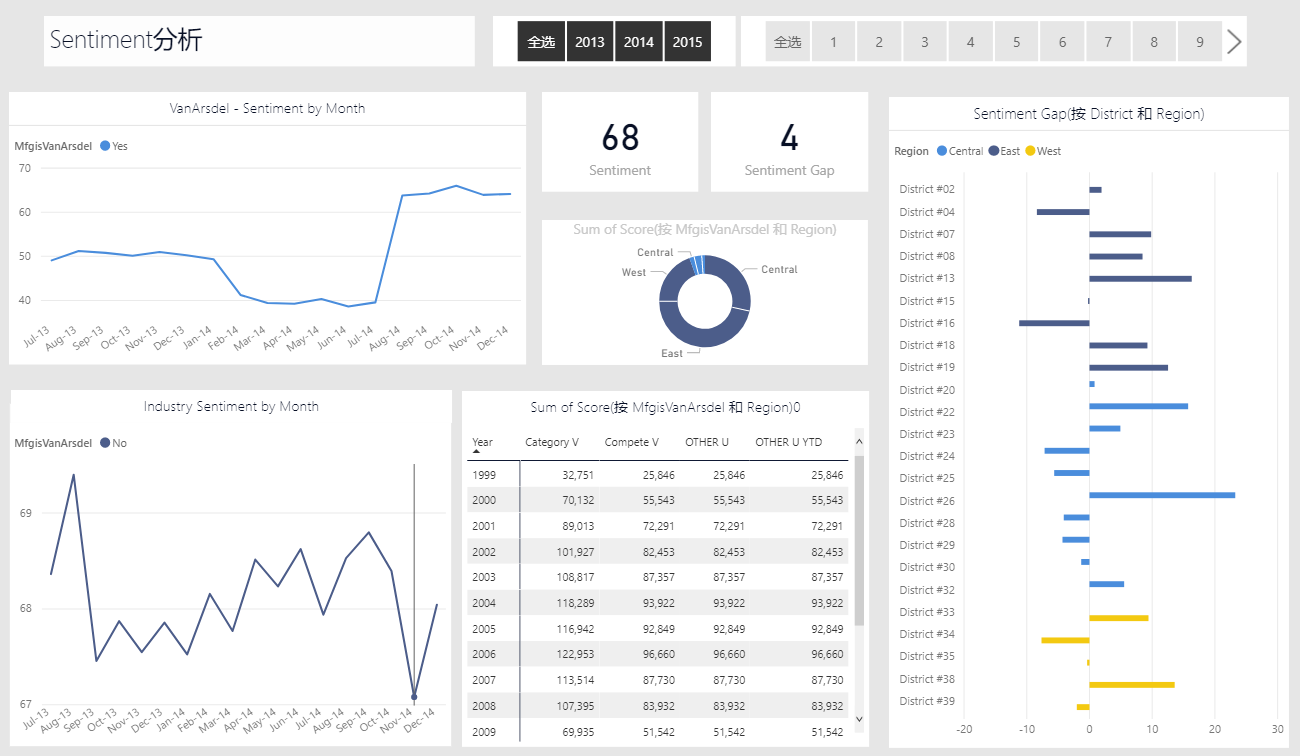 Sentiment分析
全选 2013 2014 2015
全选 1 2 3 4 5 6 7 8 9
VanArsdel - Sentiment by Month
MfgisVanArsdel Yes
70
60
50
40
Jul-13 Aug-13 Sep-13 Oct-13 Nov-13 Dec-13 Jan-14 Feb-14 Mar-14 Apr-14 May-14 Jun-14 Jul-14 Aug-14 Sep-14 Oct-14 Nov-14 Dec-14
68
Sentiment
4
Sentiment Gap
Sum of Score(按 MfgisVanArsdel 和 Region)
Central
West
Central
East
Sentiment Gap(按 District 和 Region)
Region Central East West
District #02
District #04
District #07
District #08
District #13
District #15
District #16
District #18
District #19
District #20
District #22
District #23
District #24
District #25
District #26
District #28
District #29
District #30
District #32
District #33
District #34
District #35
District #38
District #39
-20 -10 0 10 20 30
Industry Sentiment by Month
MfgisVanArsdel No
69
68
67
Jul-13 Aug-13 Sep-13 Oct-13 Nov-13 Dec-13 Jan-14 Feb-14 Mar-14 Apr-14 May-14 Jun-14 Jul-14 Aug-14 Sep-14 Oct-14 Nov-14 Dec-14
Sum of Score(按 MfgisVanArsdel 和 Region)0
Year Category V Compete V OTHER U OTHER U YTD
1999 32,751 25,846 25,846 25,846
2000 70,132 55,543 55,543 55,543
2001 89,013 72,291 72,291 72,291
2002 101,927 82,453 82,453 82,453
2003 108,817 87,357 87,357 87,357
2004 118,289 93,922 93,922 93,922
2005 116,942 92,849 92,849 92,849
2006 122,953 96,660 96,660 96,660
2007 113,514 87,730 87,730 87,730
2008 107,395 83,932 83,932 83,932
2009 69,935 51,542 51,542 51,542